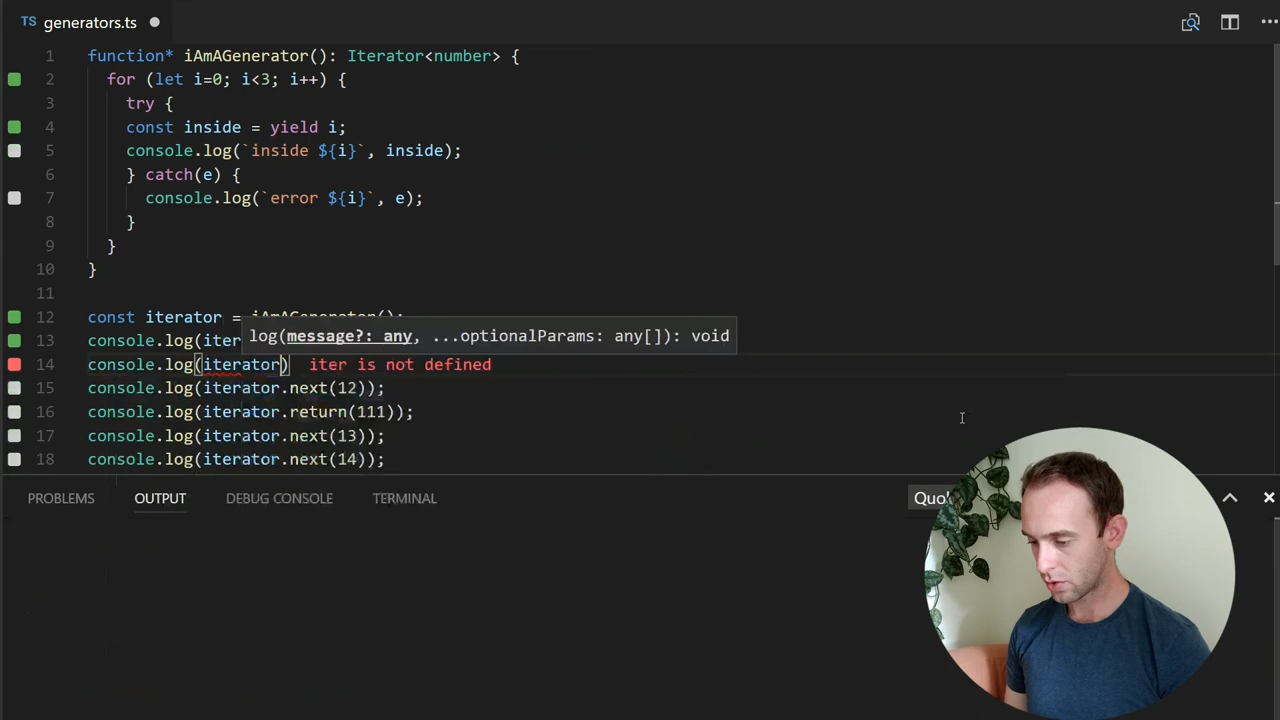 TS generators.ts
1 function* iAmAGenerator(): Iterator<number> {
2 for (let i=0; i<3; i++) {
3 try {
4 const inside = yield i;
5 console.log(`inside ${i}`, inside);
6 } catch(e) {
7 console.log(`error ${i}`, e);
8 }
9 }
10 }
11
12 const iterator = iAmAGenerator();
log(message?: any, ...optionalParams: any[]): void
13 console.log(iter
14 console.log(iterator) iter is not defined
15 console.log(iterator.next(12));
16 console.log(iterator.return(111));
17 console.log(iterator.next(13));
18 console.log(iterator.next(14));
PROBLEMS OUTPUT DEBUG CONSOLE TERMINAL